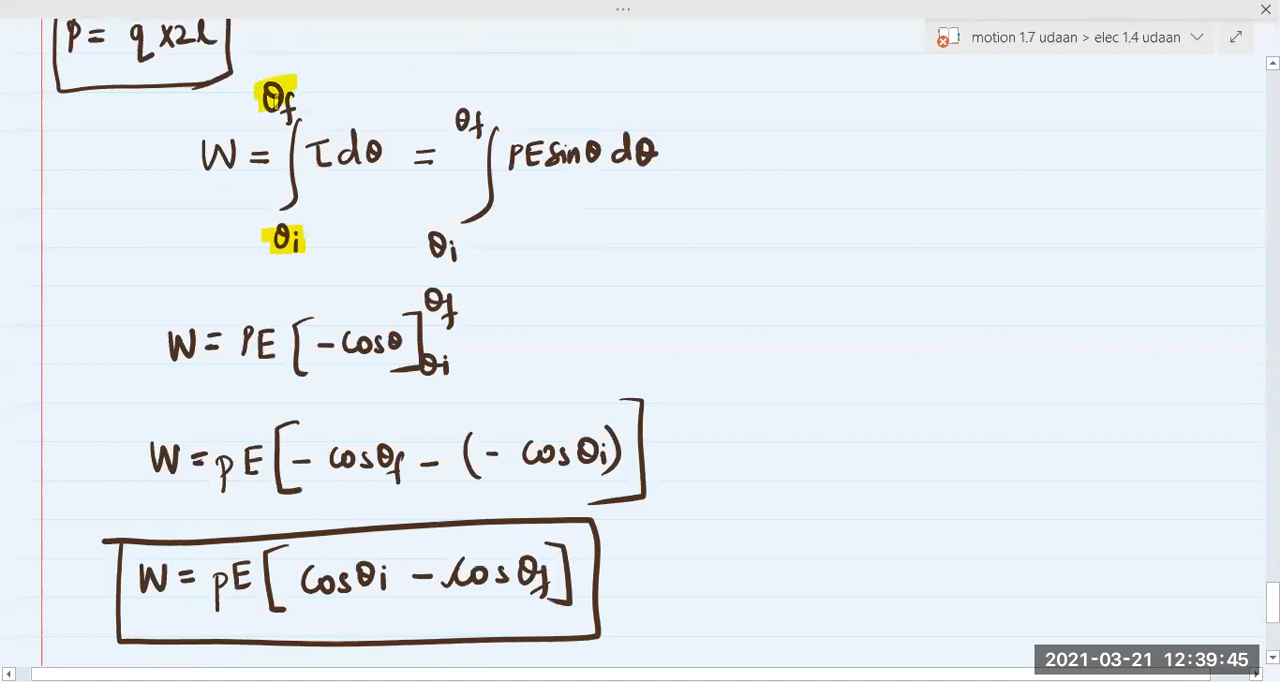 ...
motion 1.7 udaan > elec 1.4 udaan
P = q×2l
W = ∫θi^θf τ dθ = ∫θi^θf PE sinθ dθ
W = PE [-cosθ]θi^θf
W = pE [- cosθf - (- cosθi)]
W = pE [cosθi - cosθf]
2021-03-21 12:39:45